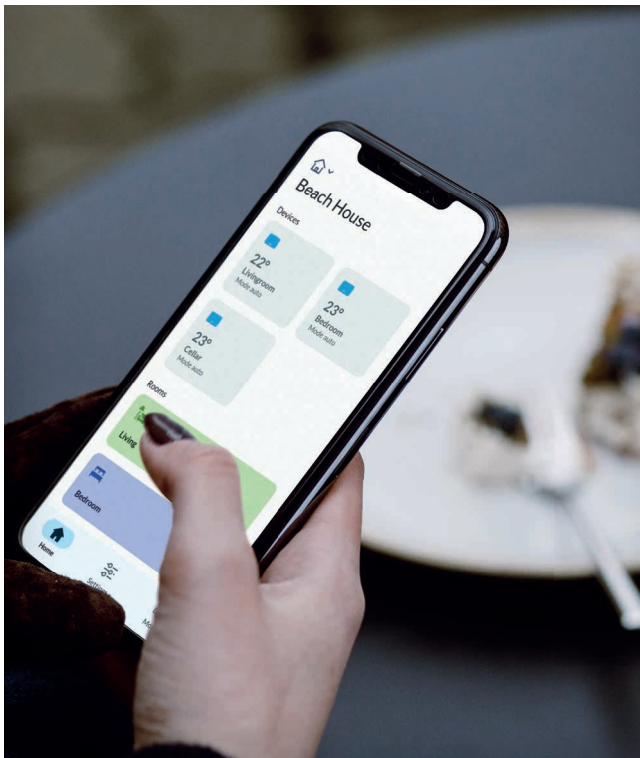 Beach House
Devices
22°
Livingroom
Mode auto
23°
Bedroom
Mode auto
23°
Cellar
Mode auto
Rooms
Living
Bedroom
Home